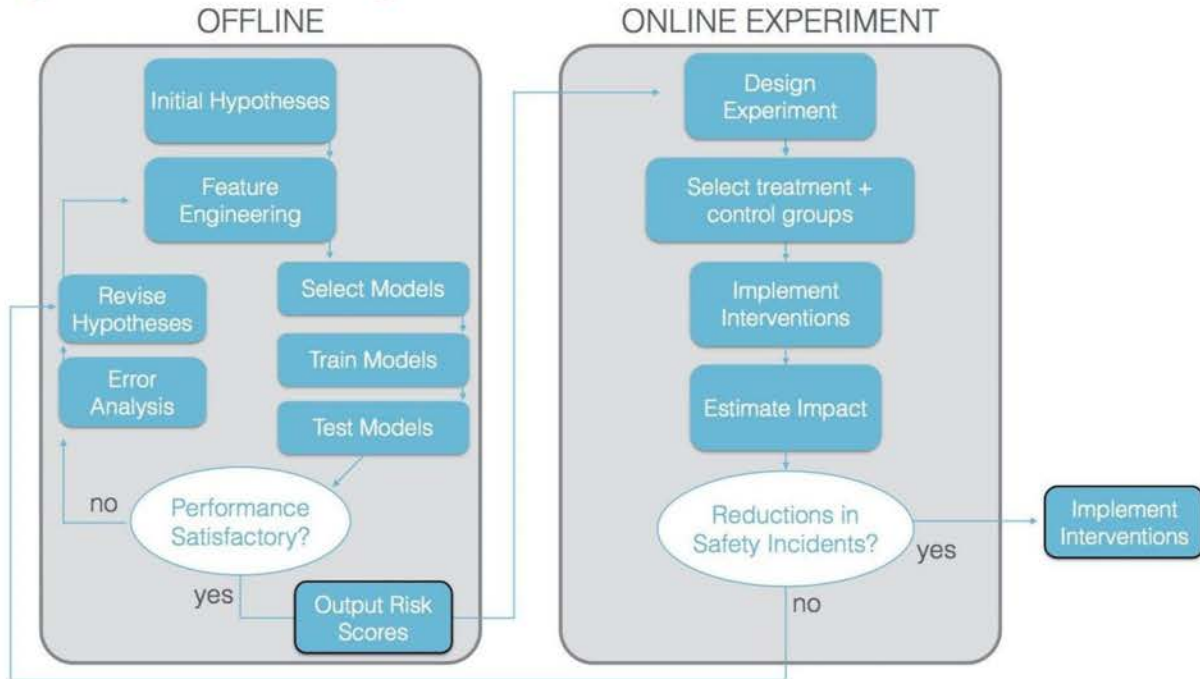 OFFLINE
Initial Hypotheses
Feature
Engineering
Select Models
Revise
Hypotheses
Train Models
Error
Analysis
Test Models
no
Performance
Satisfactory?
yes
Output Risk
Scores
ONLINE EXPERIMENT
Design
Experiment
Select treatment +
control groups
Implement
Interventions
Estimate Impact
Reductions in
Safety Incidents?
yes
no
Implement
Interventions